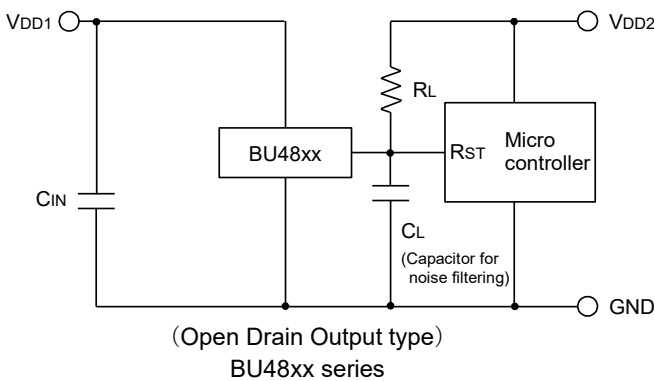 VDD1
VDD2
RL
BU48xx
RST
Micro
controller
CIN
CL
(Capacitor for
noise filtering)
GND
（Open Drain Output type）
BU48xx series